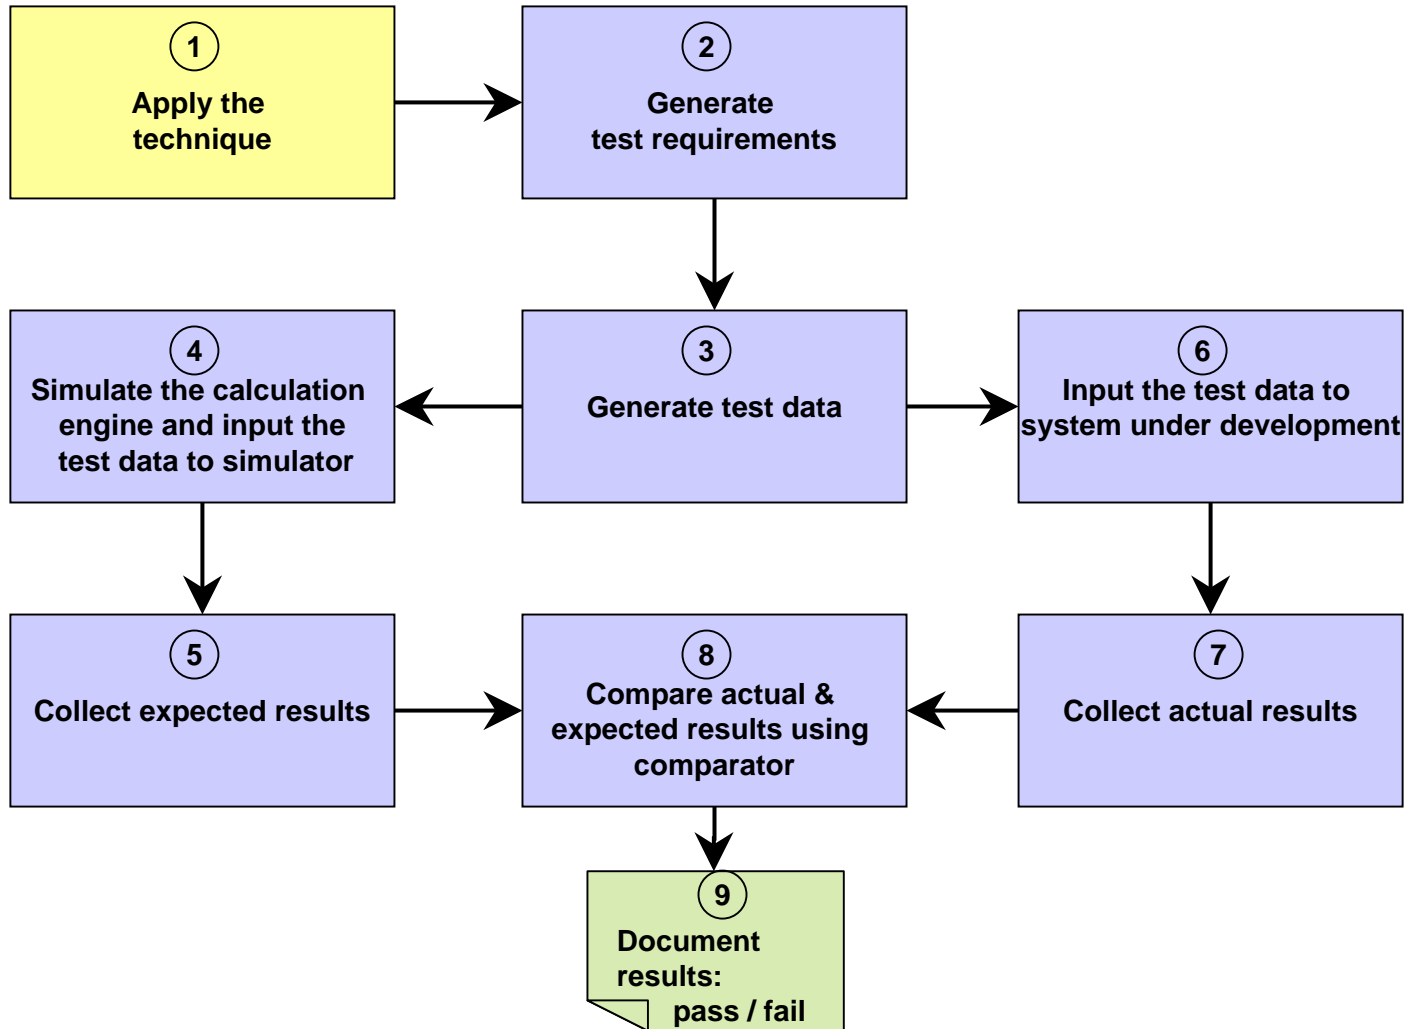 1
Apply the
technique
2
Generate
test requirements
4
Simulate the calculation
engine and input the
test data to simulator
3
Generate test data
6
Input the test data to
system under development
5
Collect expected results
8
Compare actual &
expected results using
comparator
7
Collect actual results
9
Document
results:
pass / fail